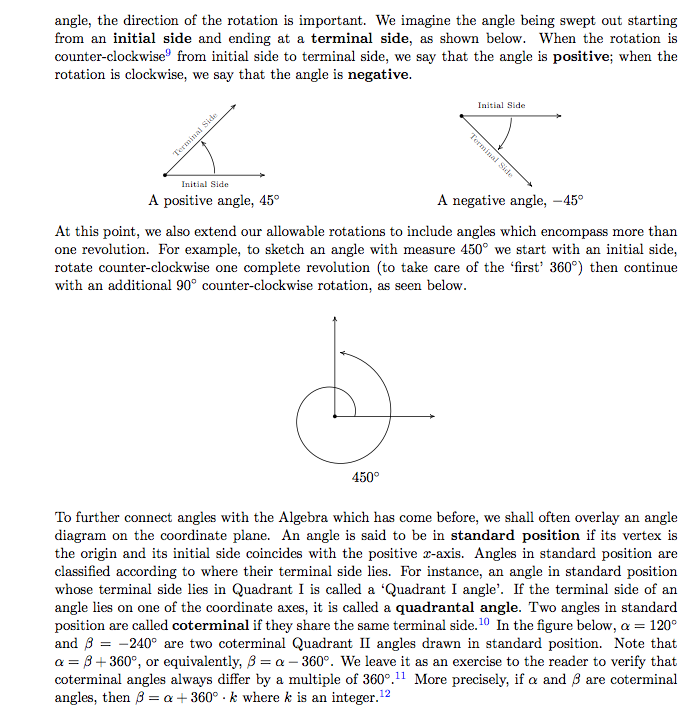 angle, the direction of the rotation is important. We imagine the angle being swept out starting
from an initial side and ending at a terminal side, as shown below. When the rotation is
counter-clockwise⁹ from initial side to terminal side, we say that the angle is positive; when the
rotation is clockwise, we say that the angle is negative.
Terminal Side
Initial Side
A positive angle, 45°
Initial Side
Terminal Side
A negative angle, −45°
At this point, we also extend our allowable rotations to include angles which encompass more than
one revolution. For example, to sketch an angle with measure 450° we start with an initial side,
rotate counter-clockwise one complete revolution (to take care of the ‘first’ 360°) then continue
with an additional 90° counter-clockwise rotation, as seen below.
450°
To further connect angles with the Algebra which has come before, we shall often overlay an angle
diagram on the coordinate plane. An angle is said to be in standard position if its vertex is
the origin and its initial side coincides with the positive x-axis. Angles in standard position are
classified according to where their terminal side lies. For instance, an angle in standard position
whose terminal side lies in Quadrant I is called a ‘Quadrant I angle’. If the terminal side of an
angle lies on one of the coordinate axes, it is called a quadrantal angle. Two angles in standard
position are called coterminal if they share the same terminal side.¹⁰ In the figure below, α = 120°
and β = −240° are two coterminal Quadrant II angles drawn in standard position. Note that
α = β + 360°, or equivalently, β = α − 360°. We leave it as an exercise to the reader to verify that
coterminal angles always differ by a multiple of 360°.¹¹ More precisely, if α and β are coterminal
angles, then β = α + 360° · k where k is an integer.¹²